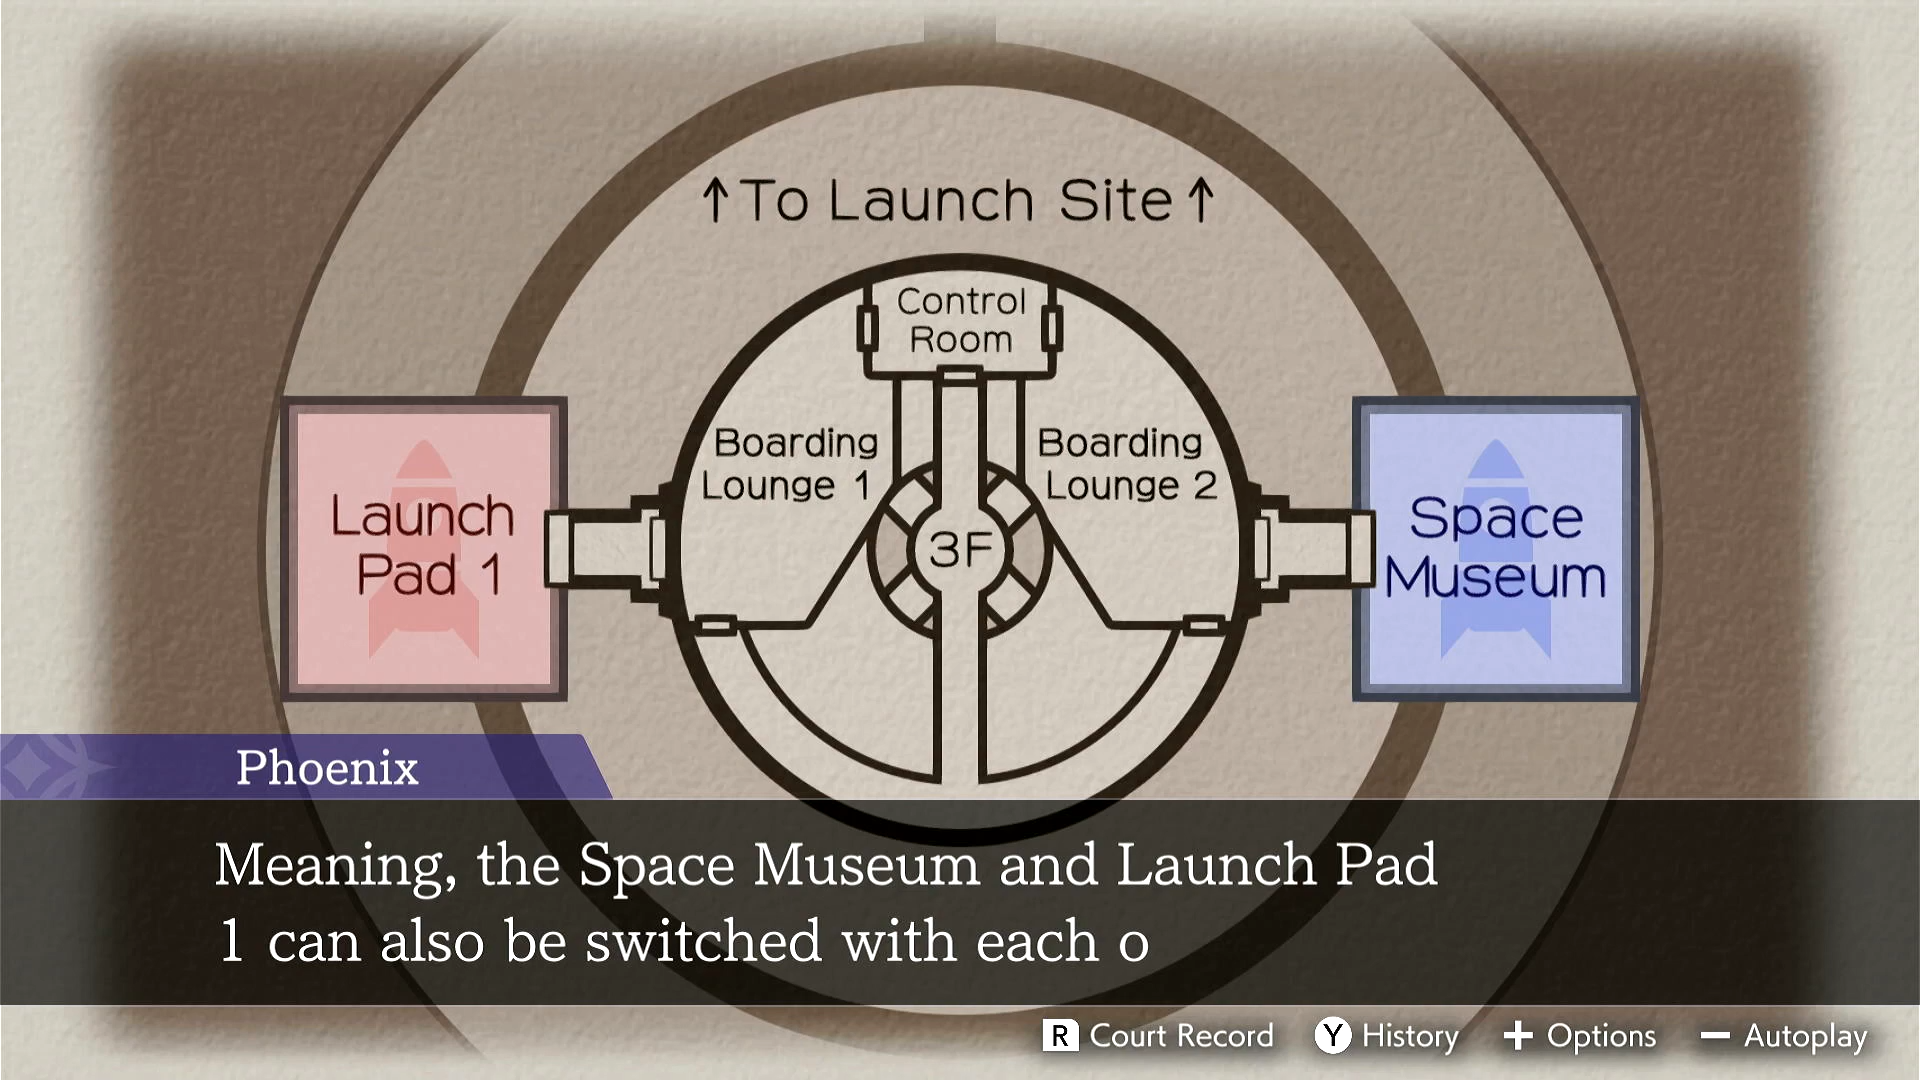 ↑To Launch Site↑
Control
Room
Boarding
Lounge 1
Boarding
Lounge 2
3F
Launch
Pad 1
Space
Museum
Phoenix
Meaning, the Space Museum and Launch Pad
1 can also be switched with each o
R Court Record
Y History
+ Options
− Autoplay